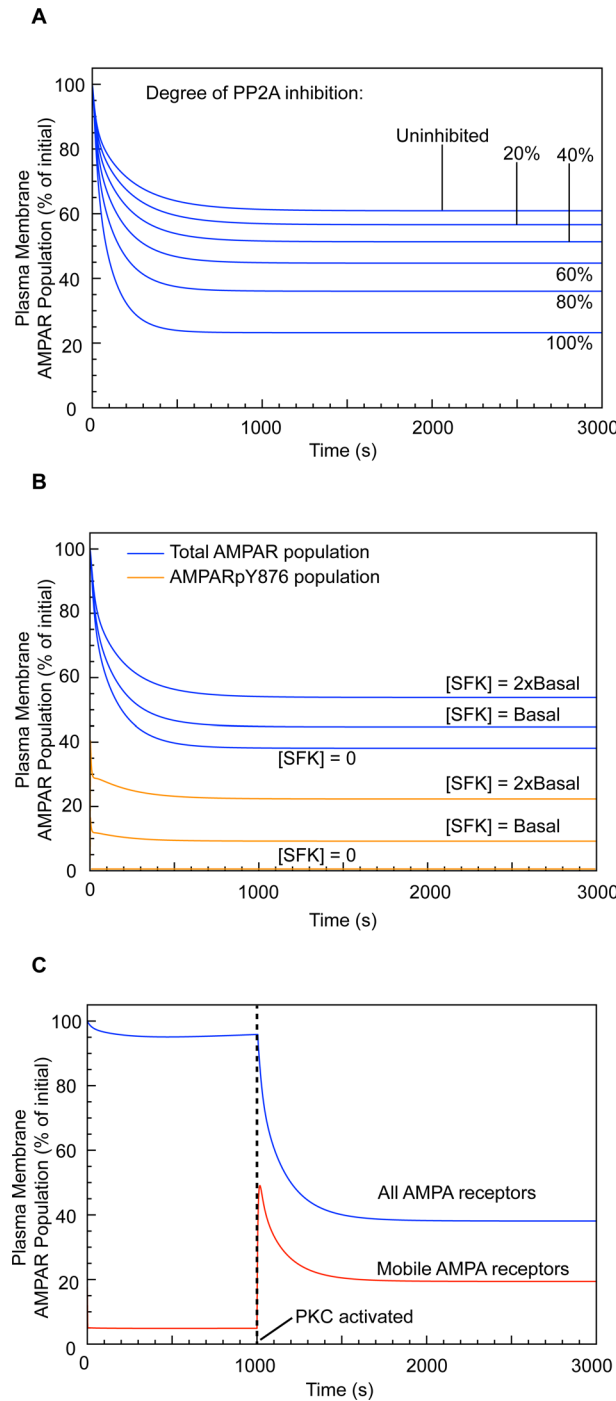 A
Plasma Membrane
AMPAR Population (% of initial)
100
80
60
40
20
0
Degree of PP2A inhibition:
Uninhibited
20%
40%
60%
80%
100%
0
1000
2000
3000
Time (s)
B
Plasma Membrane
AMPAR Population (% of initial)
100
80
60
40
20
0
Total AMPAR population
AMPARpY876 population
[SFK] = 2xBasal
[SFK] = Basal
[SFK] = 0
[SFK] = 2xBasal
[SFK] = Basal
[SFK] = 0
0
1000
2000
3000
Time (s)
C
Plasma Membrane
AMPAR Population (% of initial)
100
80
60
40
20
0
All AMPA receptors
Mobile AMPA receptors
PKC activated
0
1000
2000
3000
Time (s)